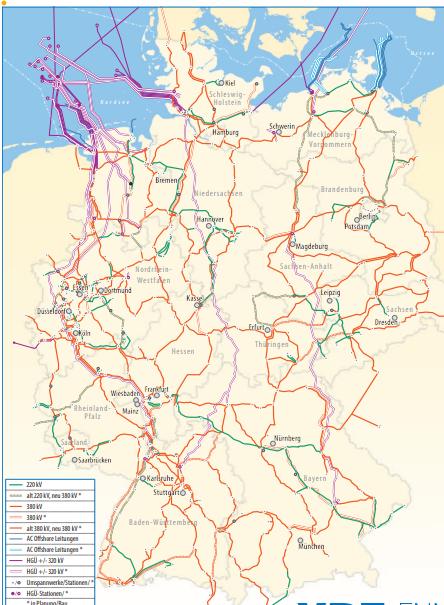 Nordsee
Ostsee
Kiel
Schleswig-
Holstein
Hamburg
Schwerin
Mecklenburg-
Vorpommern
Bremen
Niedersachsen
Brandenburg
Hannover
Berlin
Potsdam
Magdeburg
Sachsen-Anhalt
Nordrhein-
Westfalen
Essen
Dortmund
Düsseldorf
Köln
Kassel
Leipzig
Sachsen
Dresden
Erfurt
Thüringen
Hessen
Wiesbaden
Frankfurt
Mainz
Rheinland-
Pfalz
Saarland
Saarbrücken
Nürnberg
Bayern
Karlsruhe
Stuttgart
Baden-Württemberg
München
220 kV
alt 220 kV, neu 380 kV *
380 kV
380 kV *
alt 380 kV, neu 380 kV *
AC Offshore Leitungen
AC Offshore Leitungen *
HGÜ +/- 320 kV
HGÜ +/- 320 kV *
Umspannwerke/Stationen/ *
HGÜ-Stationen/ *
* in Planung/Bau